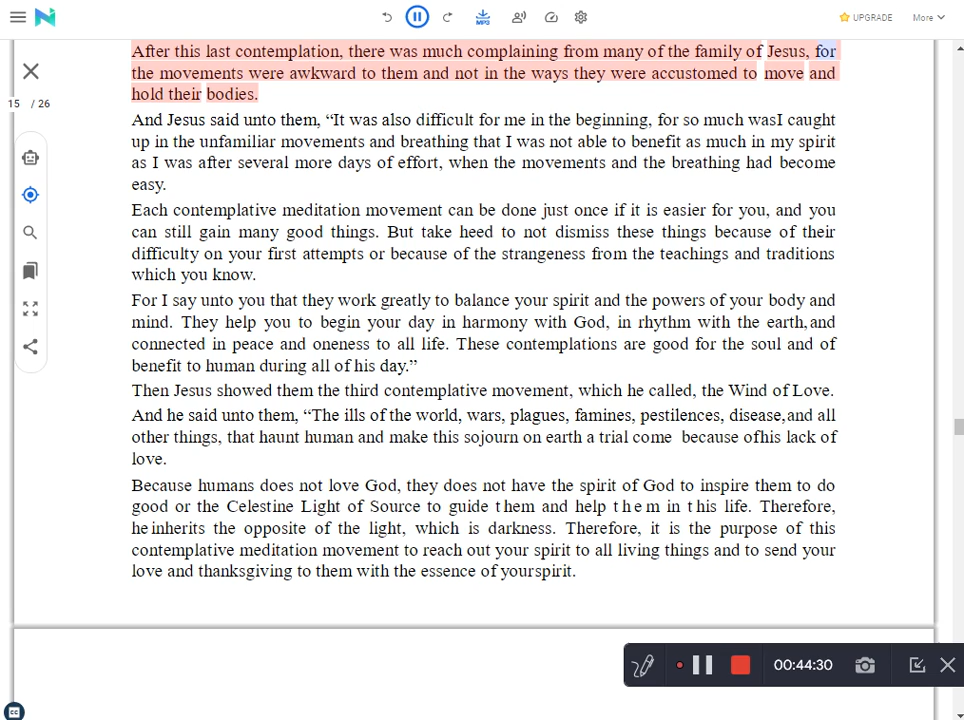 MP3
UPGRADE
More
15 / 26
After this last contemplation, there was much complaining from many of the family of Jesus, for
the movements were awkward to them and not in the ways they were accustomed to move and
hold their bodies.
And Jesus said unto them, “It was also difficult for me in the beginning, for so much wasI caught
up in the unfamiliar movements and breathing that I was not able to benefit as much in my spirit
as I was after several more days of effort, when the movements and the breathing had become
easy.
Each contemplative meditation movement can be done just once if it is easier for you, and you
can still gain many good things. But take heed to not dismiss these things because of their
difficulty on your first attempts or because of the strangeness from the teachings and traditions
which you know.
For I say unto you that they work greatly to balance your spirit and the powers of your body and
mind. They help you to begin your day in harmony with God, in rhythm with the earth,and
connected in peace and oneness to all life. These contemplations are good for the soul and of
benefit to human during all of his day.”
Then Jesus showed them the third contemplative movement, which he called, the Wind of Love.
And he said unto them, “The ills of the world, wars, plagues, famines, pestilences, disease,and all
other things, that haunt human and make this sojourn on earth a trial come because ofhis lack of
love.
Because humans does not love God, they does not have the spirit of God to inspire them to do
good or the Celestine Light of Source to guide them and help them in this life. Therefore,
he inherits the opposite of the light, which is darkness. Therefore, it is the purpose of this
contemplative meditation movement to reach out your spirit to all living things and to send your
love and thanksgiving to them with the essence of yourspirit.
00:44:30
CC